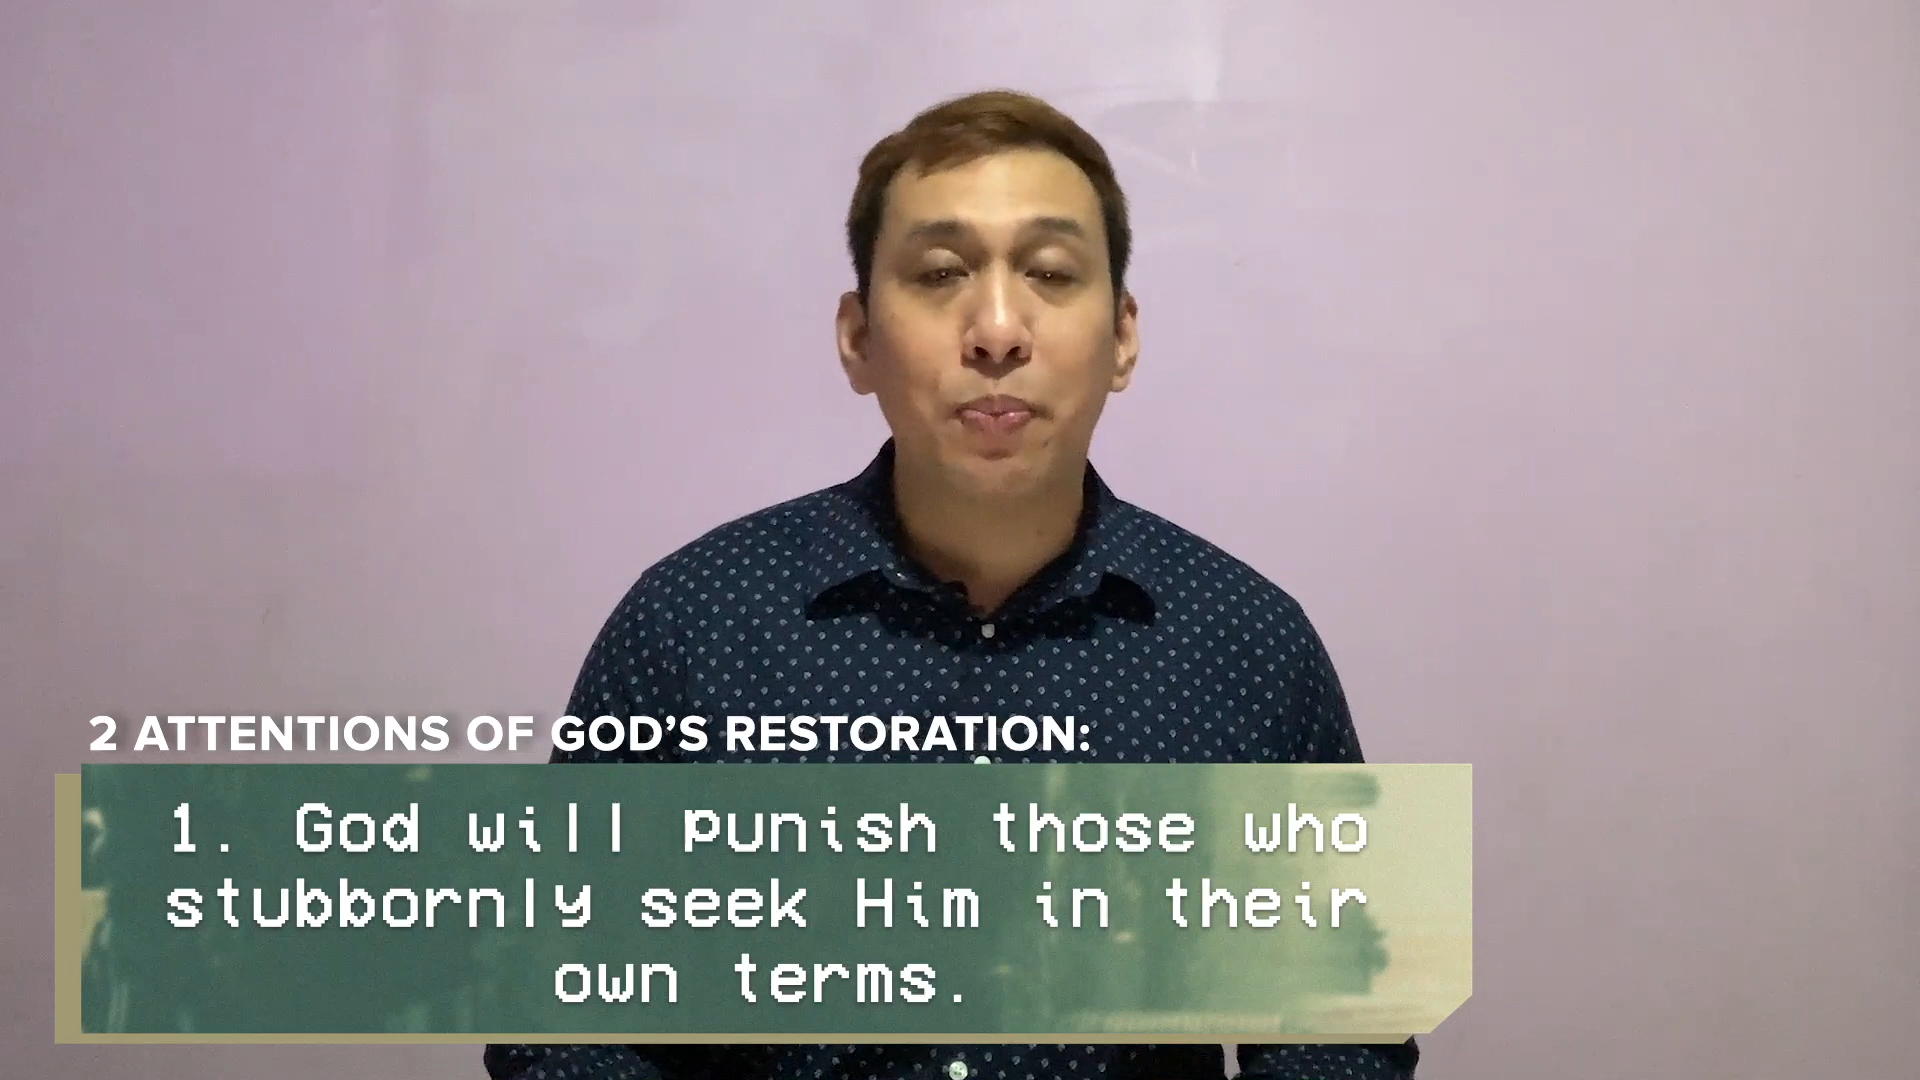 2 ATTENTIONS OF GOD'S RESTORATION:
1. God will punish those who
stubbornly seek Him in their
own terms.